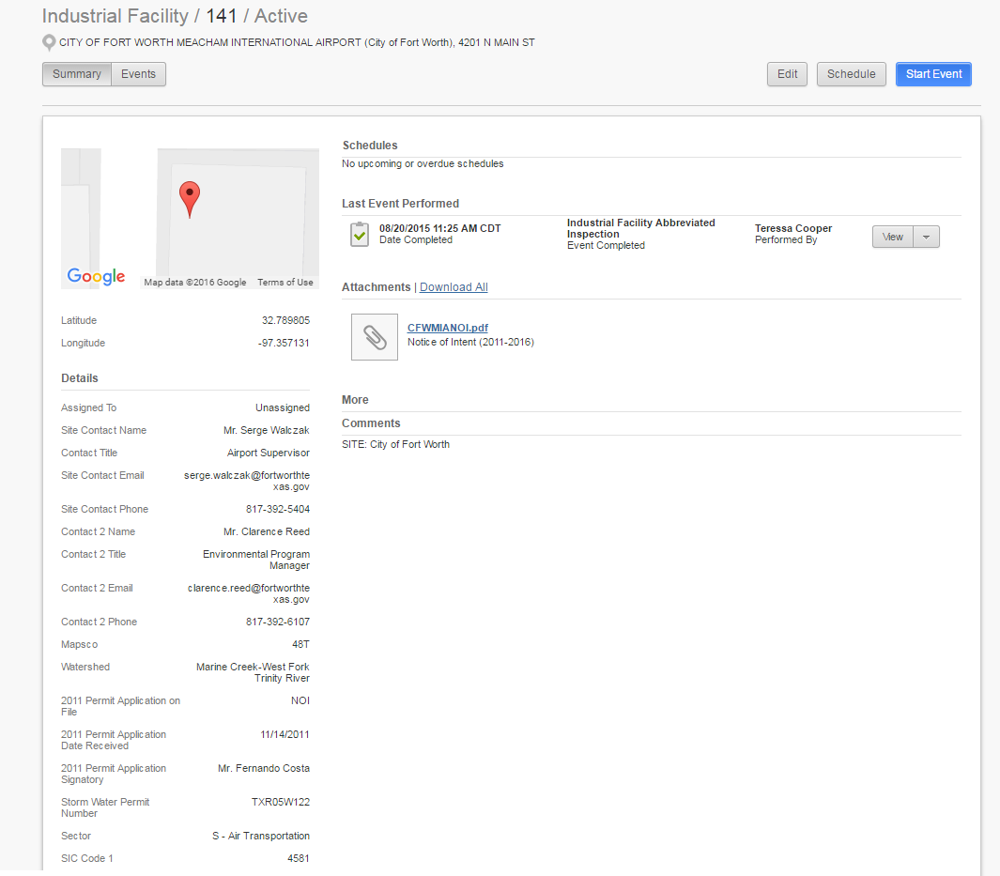 Industrial Facility / 141 / Active
CITY OF FORT WORTH MEACHAM INTERNATIONAL AIRPORT (City of Fort Worth), 4201 N MAIN ST
Summary
Events
Edit
Schedule
Start Event
Google
Map data ©2016 Google
Terms of Use
Latitude 32.789805
Longitude -97.357131
Details
Assigned To Unassigned
Site Contact Name Mr. Serge Walczak
Contact Title Airport Supervisor
Site Contact Email serge.walczak@fortworthte
xas.gov
Site Contact Phone 817-392-5404
Contact 2 Name Mr. Clarence Reed
Contact 2 Title Environmental Program
Manager
Contact 2 Email clarence.reed@fortworthte
xas.gov
Contact 2 Phone 817-392-6107
Mapsco 48T
Watershed Marine Creek-West Fork
Trinity River
2011 Permit Application on NOI
File
2011 Permit Application 11/14/2011
Date Received
2011 Permit Application Mr. Fernando Costa
Signatory
Storm Water Permit TXR05W122
Number
Sector S - Air Transportation
SIC Code 1 4581
Schedules
No upcoming or overdue schedules
Last Event Performed
08/20/2015 11:25 AM CDT
Date Completed
Industrial Facility Abbreviated
Inspection
Event Completed
Teressa Cooper
Performed By
View
Attachments | Download All
CFWMIANOI.pdf
Notice of Intent (2011-2016)
More
Comments
SITE: City of Fort Worth